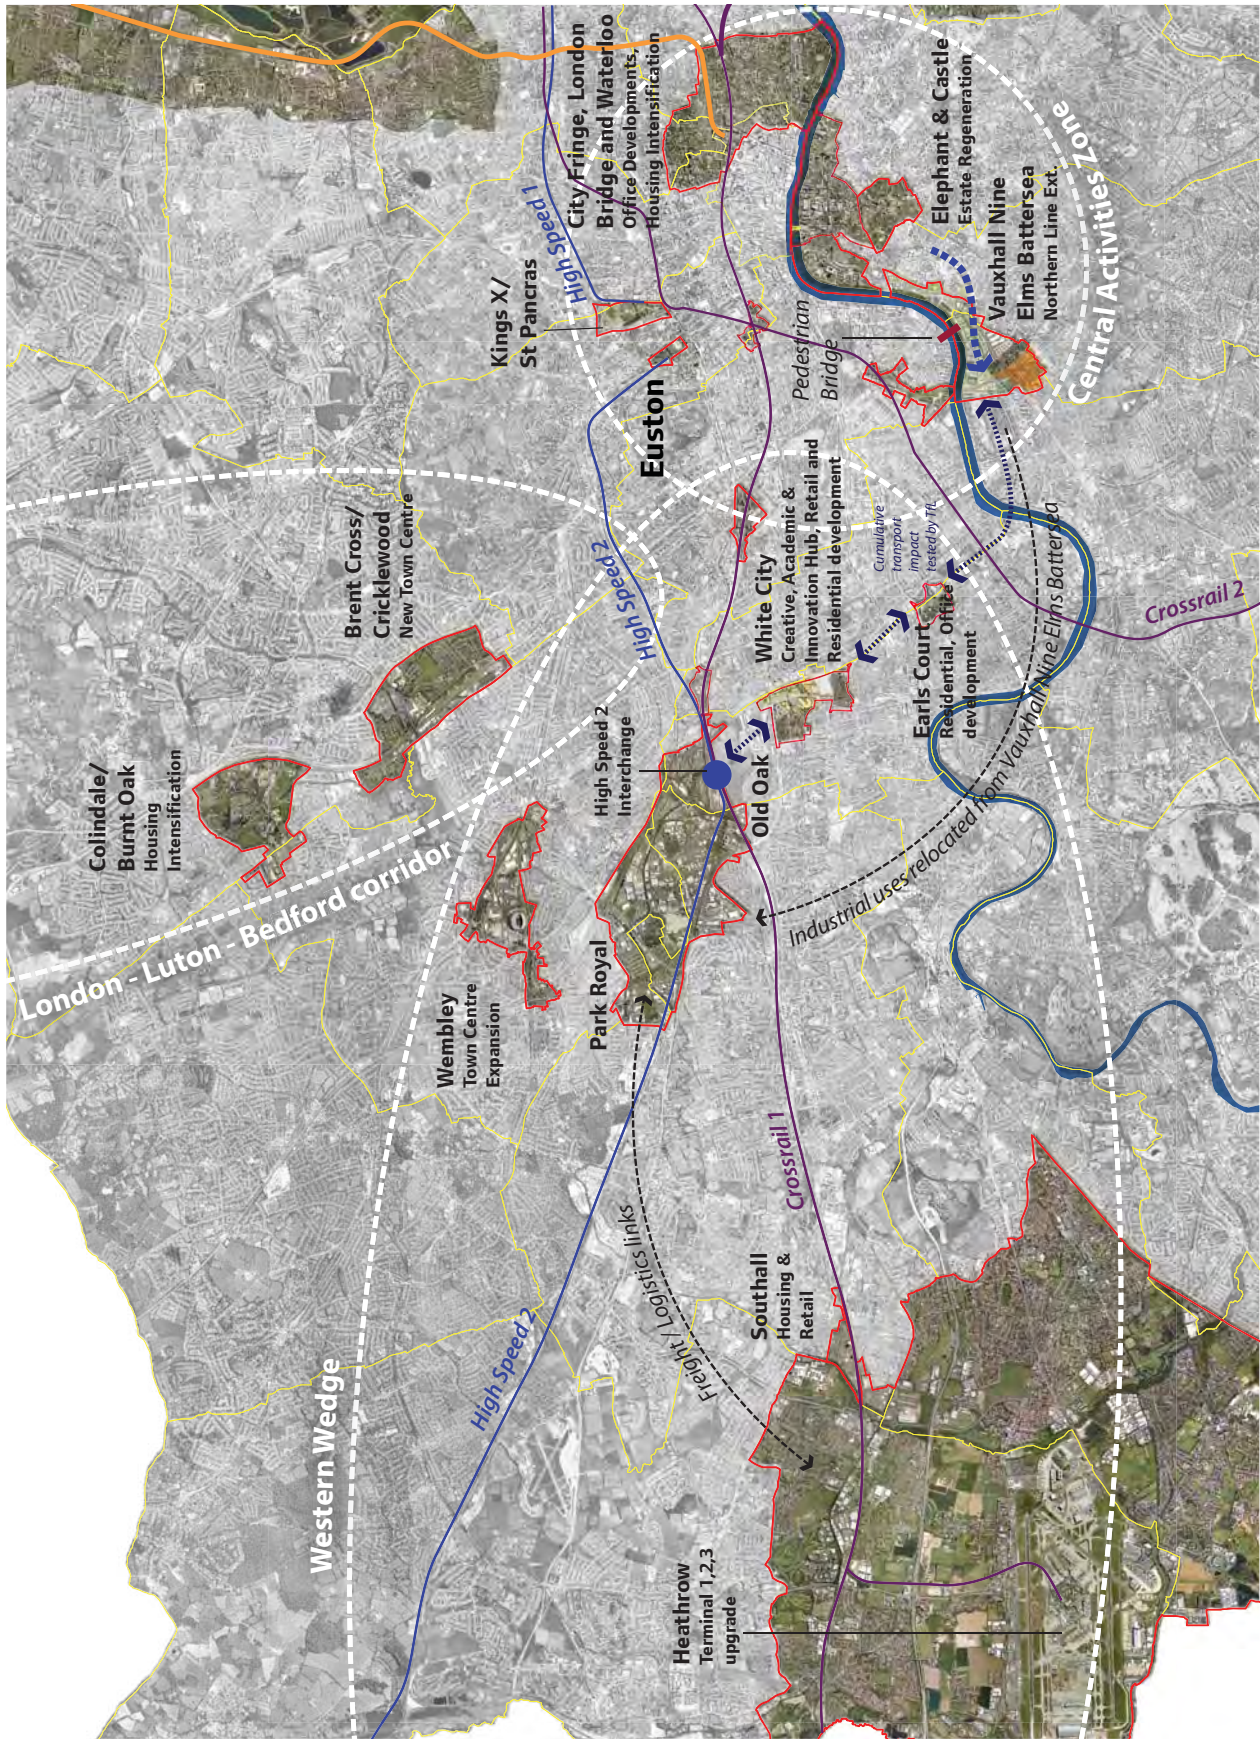 Western Wedge
London - Luton - Bedford corridor
Central Activities Zone
Colindale/
Burnt Oak
Housing
Intensification
Brent Cross/
Cricklewood
New Town Centre
Wembley
Town Centre
Expansion
Kings X/
St Pancras
City Fringe, London
Bridge and Waterloo
Office Developments,
Housing Intensification
High Speed 1
Euston
High Speed 2
High Speed 2
High Speed 2
Interchange
Park Royal
Old Oak
White City
Creative, Academic &
Innovation Hub, Retail and
Residential development
Pedestrian
Bridge
Elephant & Castle
Estate Regeneration
Vauxhall Nine
Elms Battersea
Northern Line Ext.
Cumulative
transport
impact
tested by TfL
Earls Court
Residential, Office
development
Industrial uses relocated from Vauxhall Nine Elms Battersea
Crossrail 2
Crossrail 1
Freight / Logistics links
Southall
Housing &
Retail
Heathrow
Terminal 1,2,3
upgrade